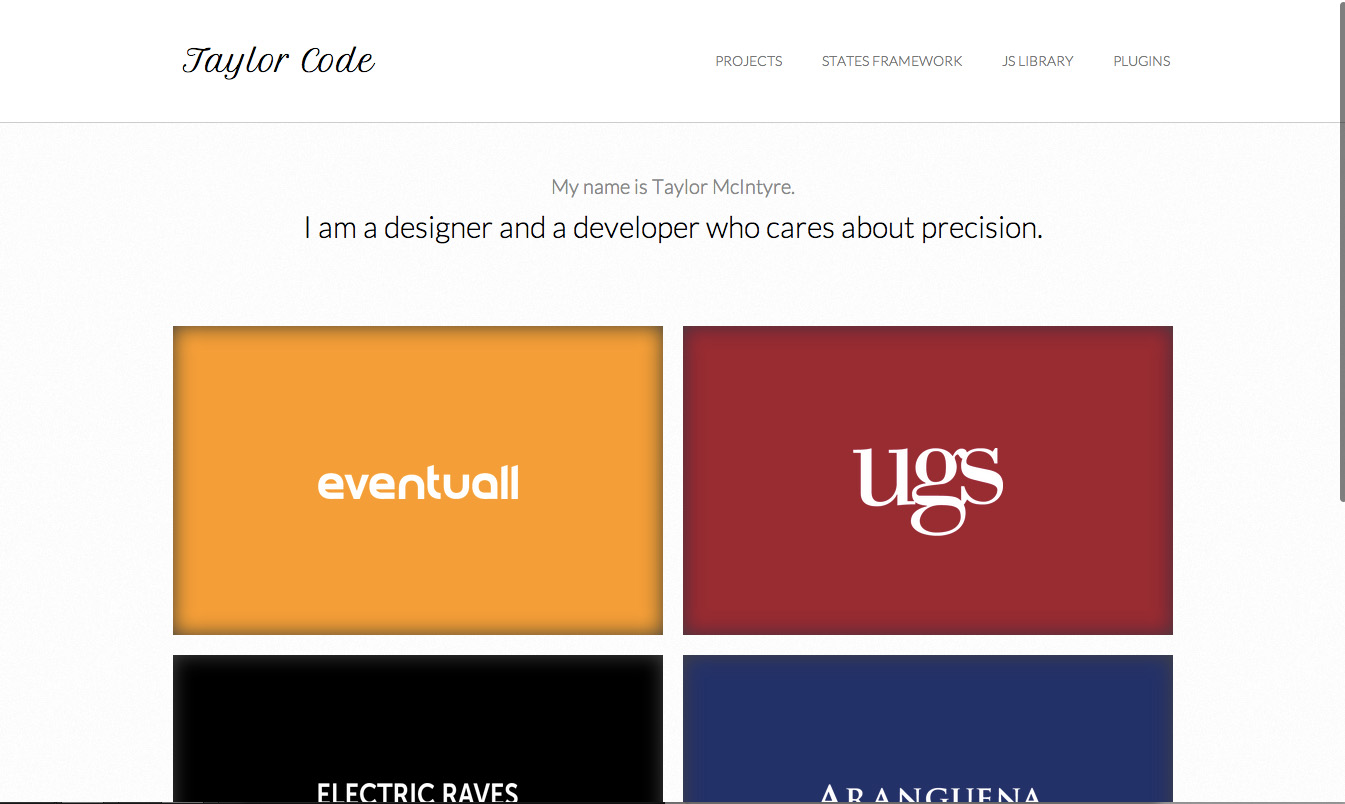 Taylor Code
PROJECTS STATES FRAMEWORK JS LIBRARY PLUGINS
My name is Taylor McIntyre.
I am a designer and a developer who cares about precision.
eventuall
ugs
ELECTRIC RAVES
ARANGUENA